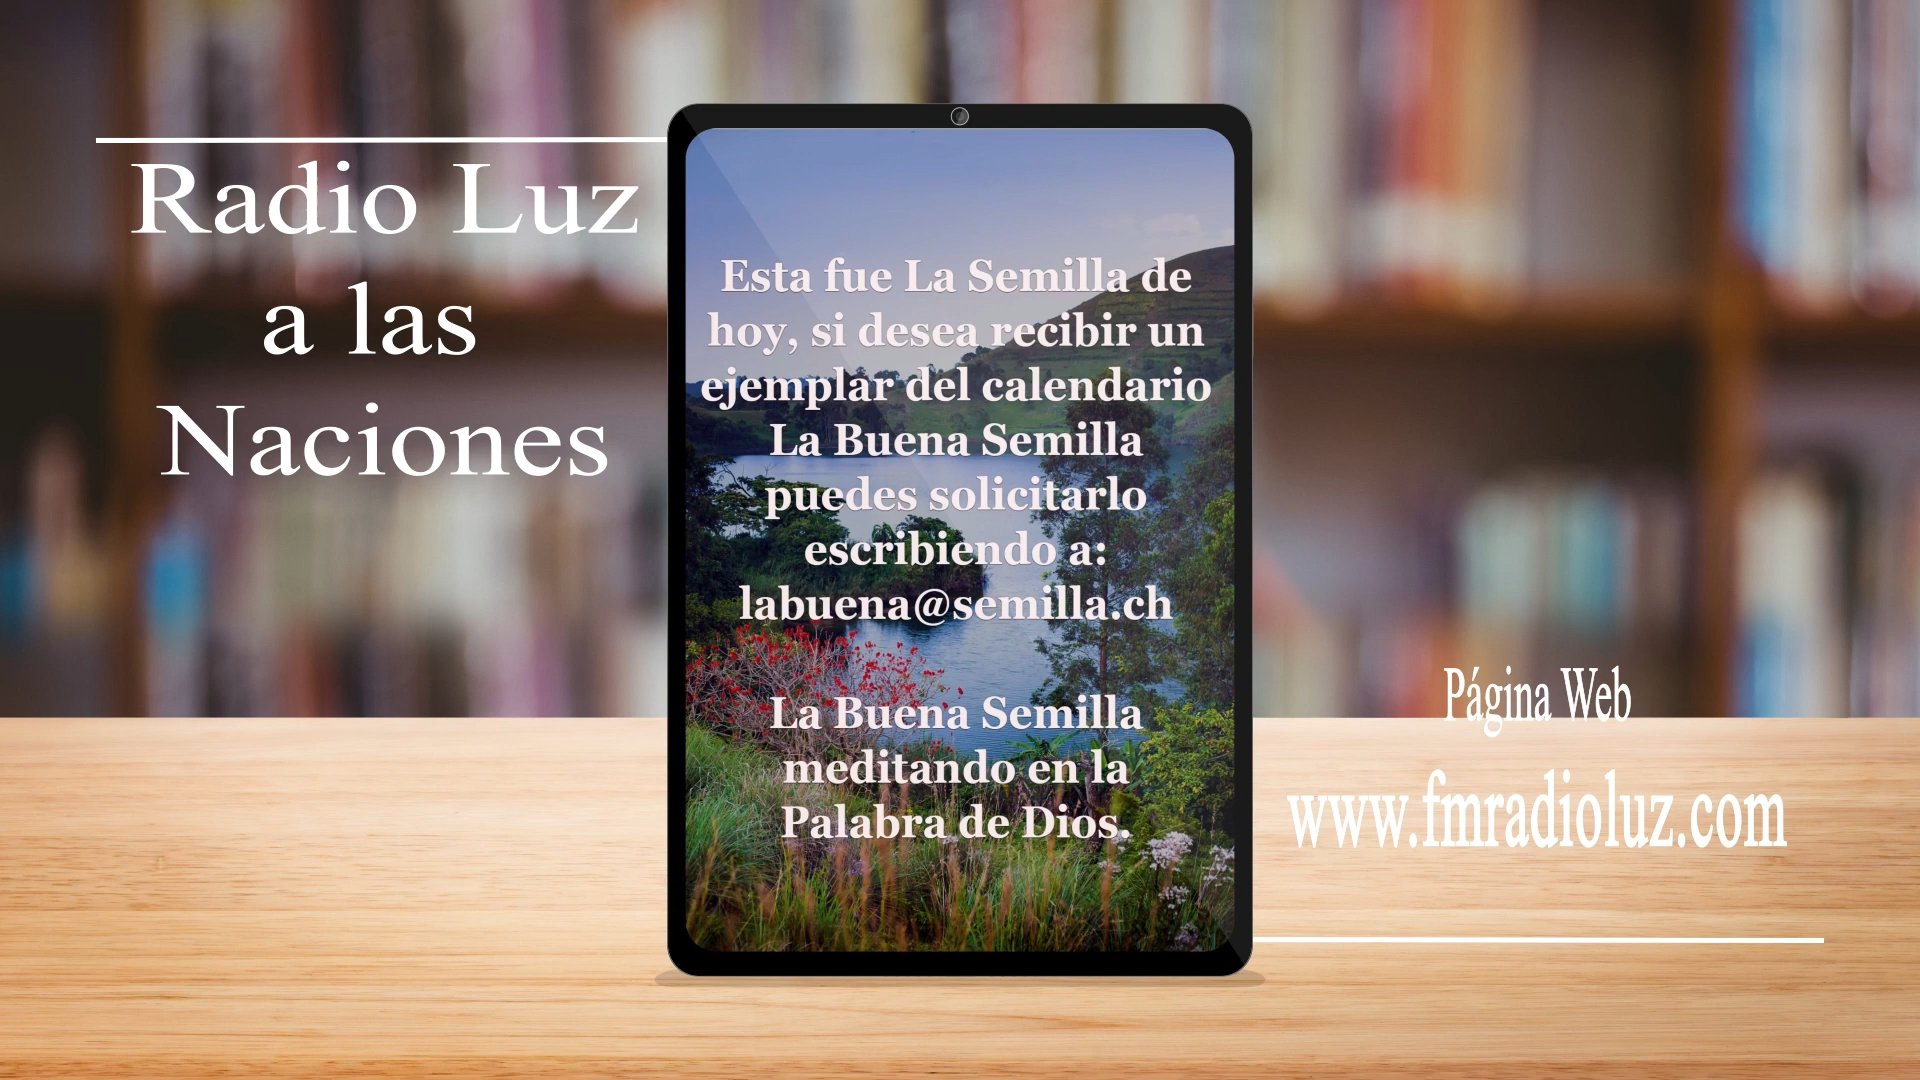 Radio Luz
a las
Naciones
Esta fue La Semilla de
hoy, si desea recibir un
ejemplar del calendario
La Buena Semilla
puedes solicitarlo
escribiendo a:
labuena@semilla.ch
La Buena Semilla
meditando en la
Palabra de Dios.
Página Web
www.fmradioluz.com